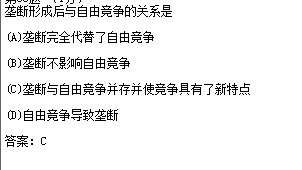 垄断形成后与自由竞争的关系是
(A)垄断完全代替了自由竞争
(B)垄断不影响自由竞争
(C)垄断与自由竞争并存并使竞争具有了新特点
(D)自由竞争导致垄断
答案：C